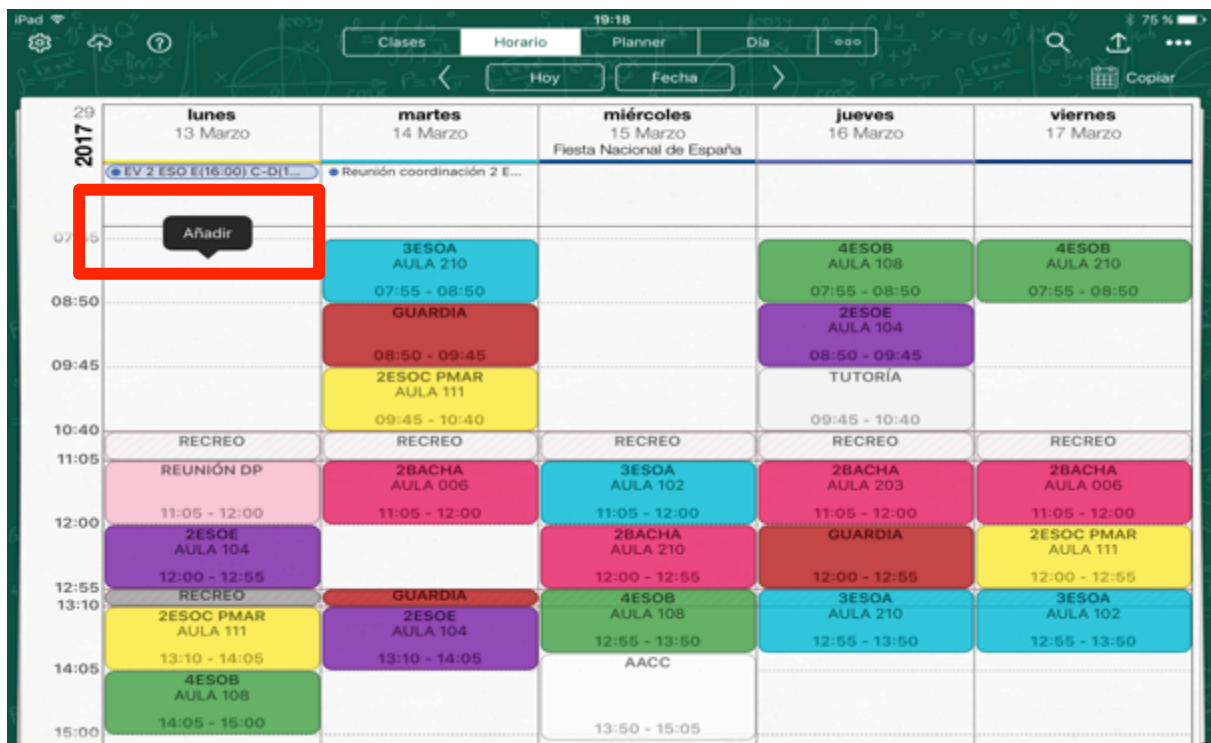 iPad 19:18 75 %
Clases Horario Planner Día
Hoy Fecha Copiar
29
2017
lunes
13 Marzo
martes
14 Marzo
miércoles
15 Marzo
Fiesta Nacional de España
jueves
16 Marzo
viernes
17 Marzo
EV 2 ESO E(16:00) C-D(1...
Reunión coordinación 2 E...
Añadir
08:50
09:45
10:40
11:05
12:00
12:55
13:10
14:05
15:00
RECREO
REUNIÓN DP
11:05 - 12:00
2ESOE
AULA 104
12:00 - 12:55
RECREO
2ESOC PMAR
AULA 111
13:10 - 14:05
4ESOB
AULA 108
14:05 - 15:00
3ESOA
AULA 210
07:55 - 08:50
GUARDIA
08:50 - 09:45
2ESOC PMAR
AULA 111
09:45 - 10:40
RECREO
2BACHA
AULA 006
11:05 - 12:00
GUARDIA
2ESOE
AULA 104
13:10 - 14:05
RECREO
3ESOA
AULA 102
11:05 - 12:00
2BACHA
AULA 210
12:00 - 12:55
4ESOB
AULA 108
12:55 - 13:50
AACC
13:50 - 15:05
4ESOB
AULA 108
07:55 - 08:50
2ESOE
AULA 104
08:50 - 09:45
TUTORÍA
09:45 - 10:40
RECREO
2BACHA
AULA 203
11:05 - 12:00
GUARDIA
12:00 - 12:55
3ESOA
AULA 210
12:55 - 13:50
4ESOB
AULA 210
07:55 - 08:50
RECREO
2BACHA
AULA 006
11:05 - 12:00
2ESOC PMAR
AULA 111
12:00 - 12:55
3ESOA
AULA 102
12:55 - 13:50